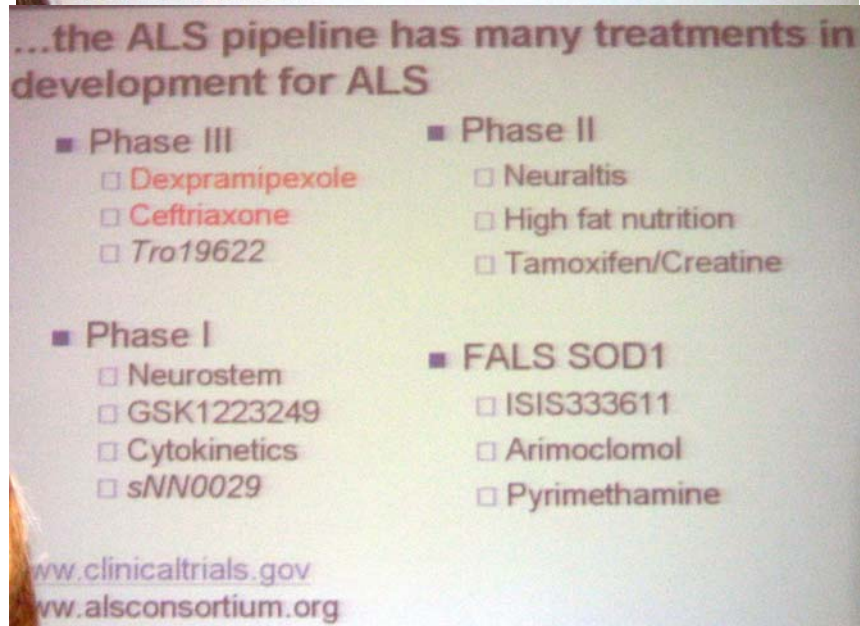 ...the ALS pipeline has many treatments in
development for ALS
Phase III
Dexpramipexole
Ceftriaxone
Tro19622
Phase II
Neuraltis
High fat nutrition
Tamoxifen/Creatine
Phase I
Neurostem
GSK1223249
Cytokinetics
sNN0029
FALS SOD1
ISIS333611
Arimoclomol
Pyrimethamine
ww.clinicaltrials.gov
ww.alsconsortium.org